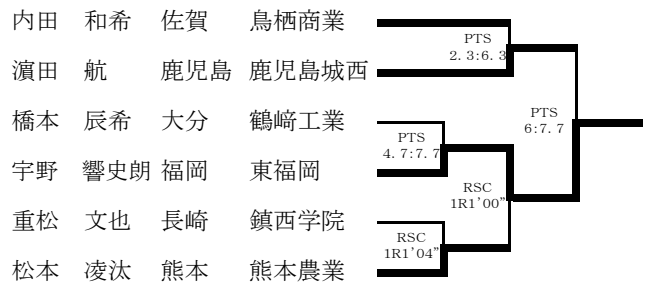 内田 和希 佐賀 鳥栖商業
PTS
2.3:6.3
濵田 航 鹿児島 鹿児島城西
橋本 辰希 大分 鶴﨑工業
PTS
6:7.7
PTS
4.7:7.7
宇野 響史朗 福岡 東福岡
RSC
1R1'00"
重松 文也 長崎 鎮西学院
RSC
1R1'04"
松本 凌汰 熊本 熊本農業